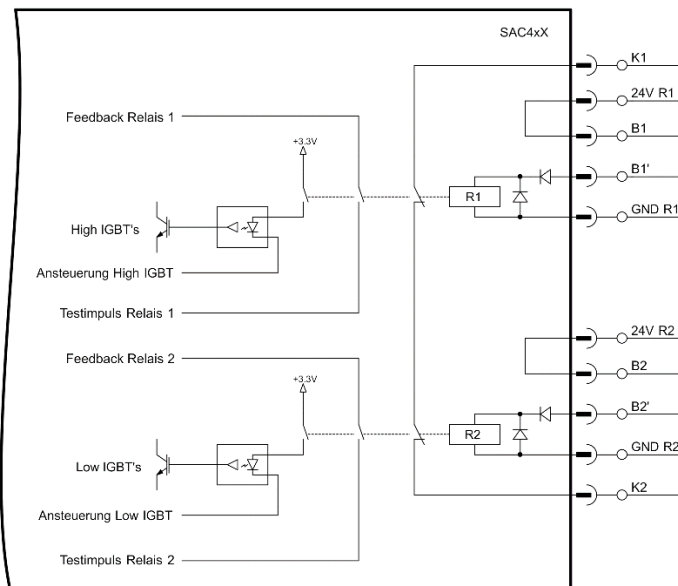 SAC4xX
K1
24V R1
Feedback Relais 1
B1
+3.3V
B1'
R1
GND R1
High IGBT's
Ansteuerung High IGBT
Testimpuls Relais 1
24V R2
Feedback Relais 2
B2
+3.3V
B2'
R2
GND R2
Low IGBT's
K2
Ansteuerung Low IGBT
Testimpuls Relais 2